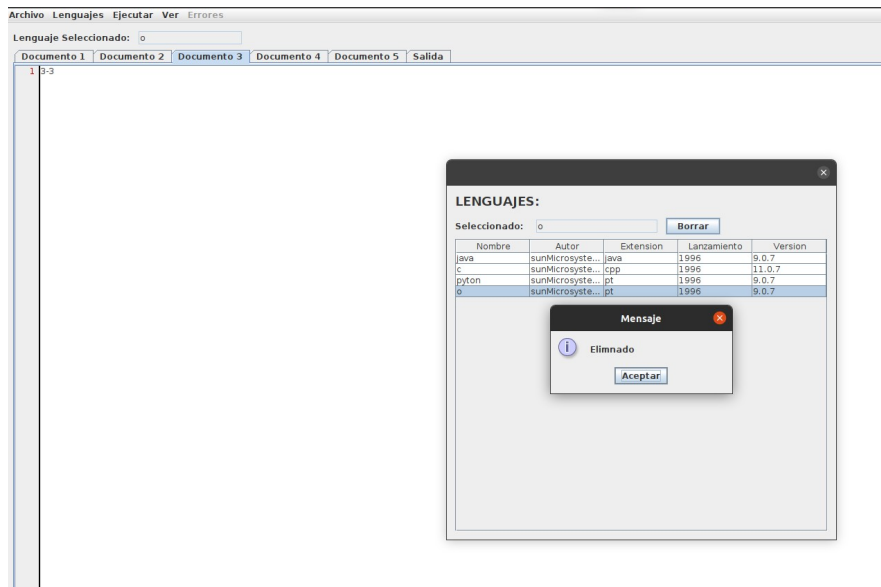 Archivo Lenguajes Ejecutar Ver Errores
Lenguaje Seleccionado: o
Documento 1 Documento 2 Documento 3 Documento 4 Documento 5 Salida
1 3-3
LENGUAJES:
Seleccionado: o Borrar
Nombre Autor Extension Lanzamiento Version
java sunMicrosyste... java 1996 9.0.7
c sunMicrosyste... cpp 1996 11.0.7
pyton sunMicrosyste... pt 1996 9.0.7
o sunMicrosyste... pt 1996 9.0.7
Mensaje
Elimnado
Aceptar